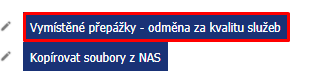 Vymístěné přepážky - odměna za kvalitu služeb
Kopírovat soubory z NAS